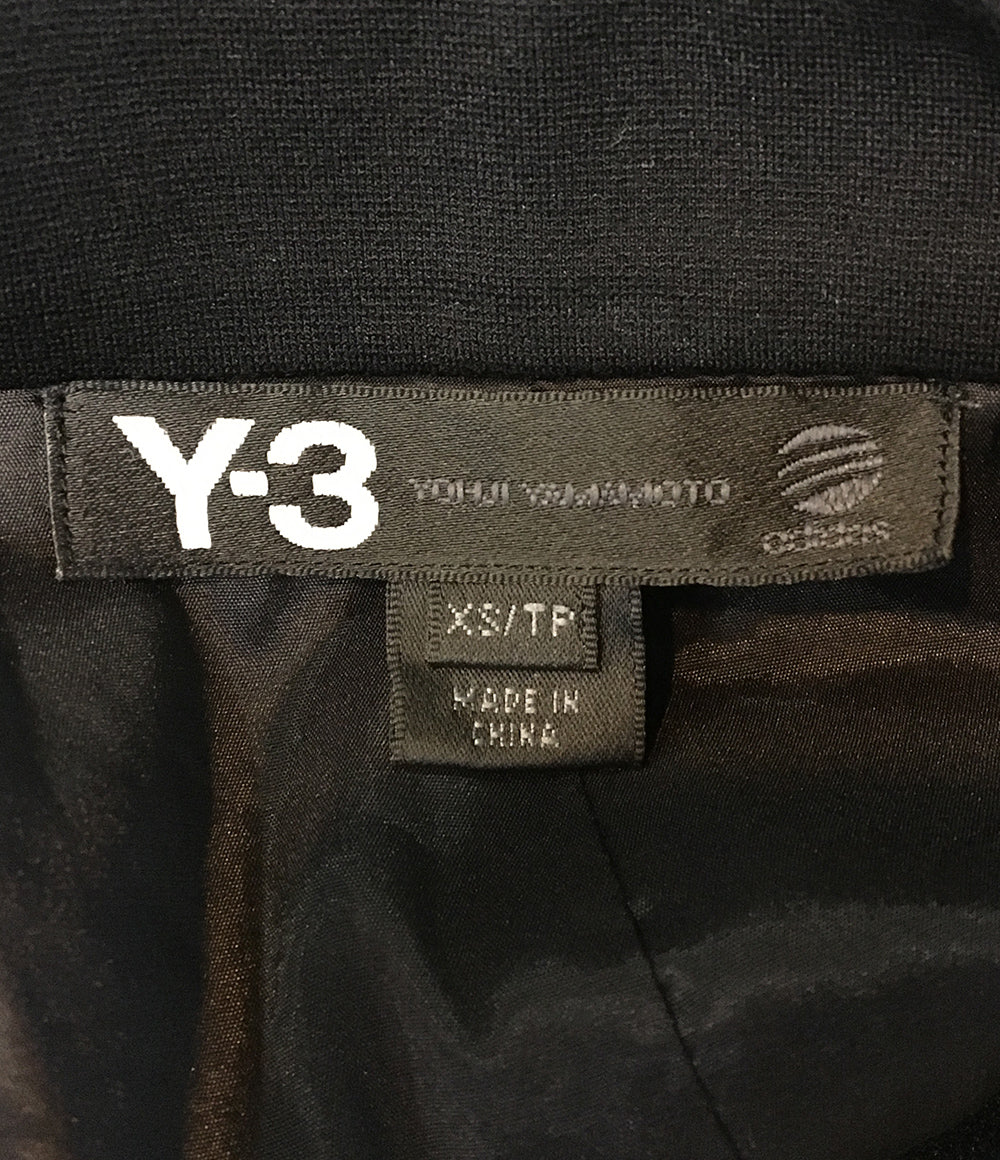 Y-3 YOHJI YAMAMOTO
adidas
XS/TP
MADE IN
CHINA